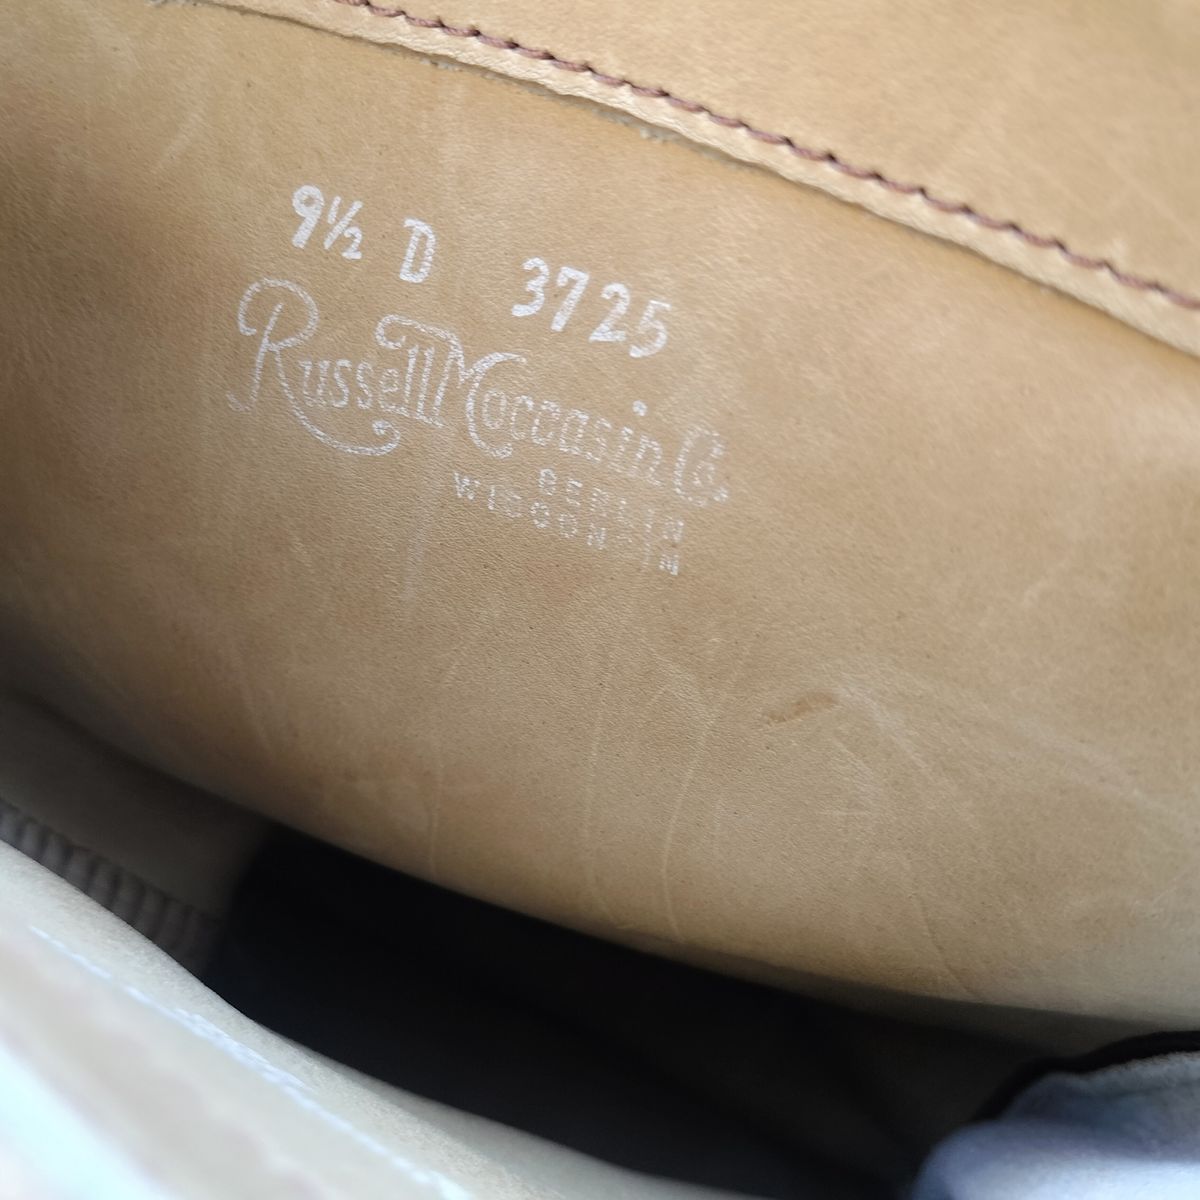 9½ D 3725
Russell Moccasin Co.
BERLIN
WISCONSIN